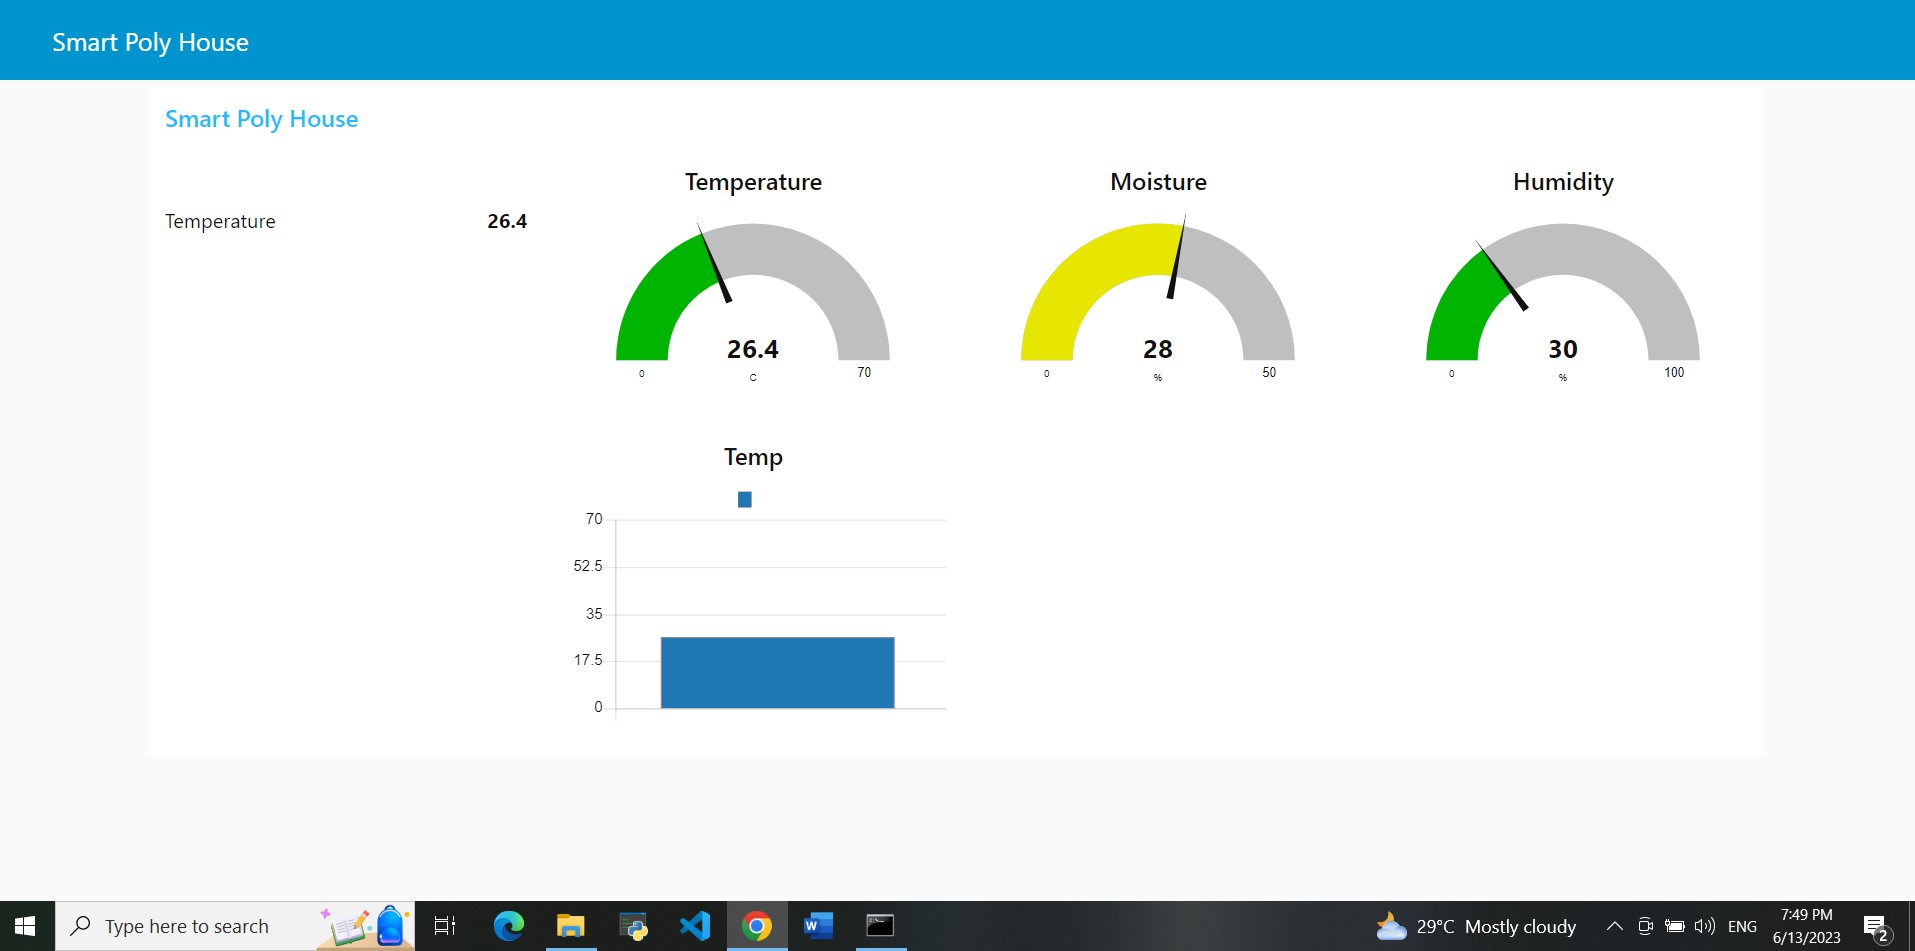 Smart Poly House
Smart Poly House
Temperature 26.4
Temperature
26.4
0 C 70
Moisture
28
0 % 50
Humidity
30
0 % 100
Temp
70
52.5
35
17.5
0
Type here to search
29°C Mostly cloudy
ENG
7:49 PM
6/13/2023
2